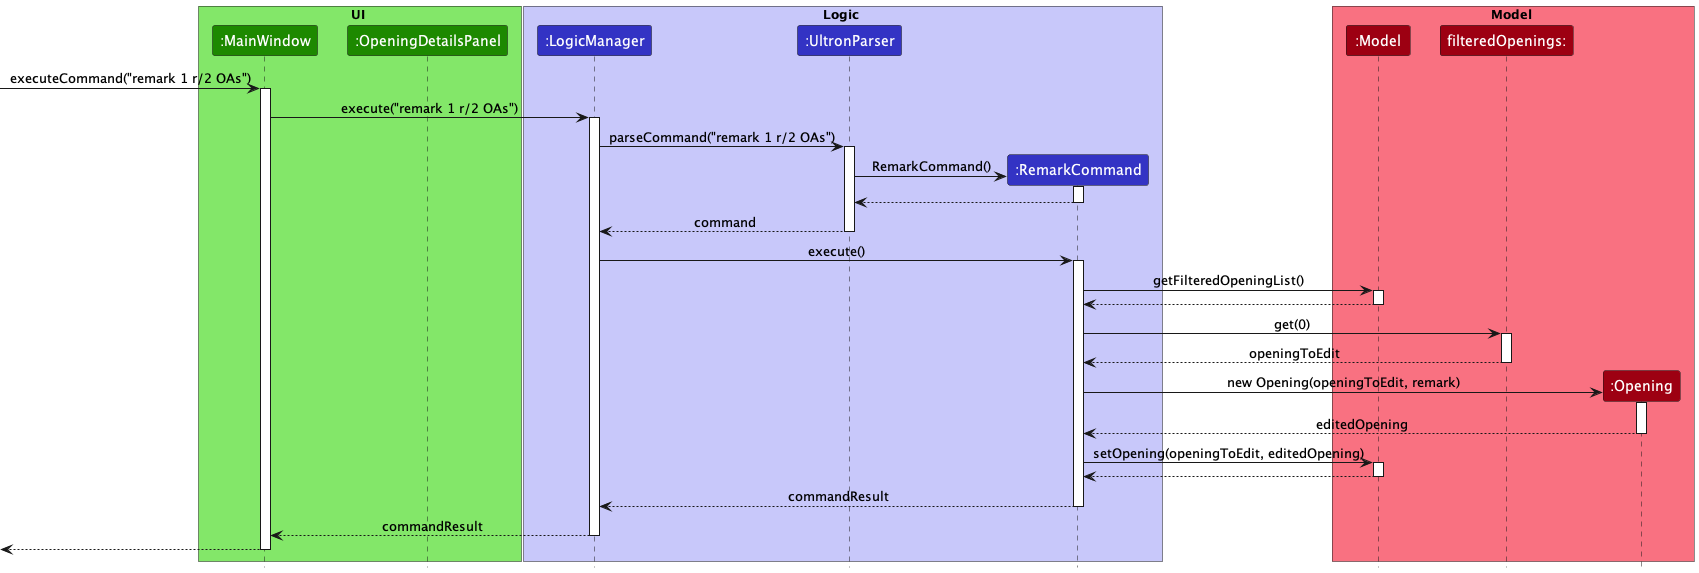 UI
Logic
Model
:MainWindow
:OpeningDetailsPanel
:LogicManager
:UltronParser
:Model
filteredOpenings:
executeCommand("remark 1 r/2 OAs")
execute("remark 1 r/2 OAs")
parseCommand("remark 1 r/2 OAs")
RemarkCommand()
:RemarkCommand
command
execute()
getFilteredOpeningList()
get(0)
openingToEdit
new Opening(openingToEdit, remark)
:Opening
editedOpening
setOpening(openingToEdit, editedOpening)
commandResult
commandResult